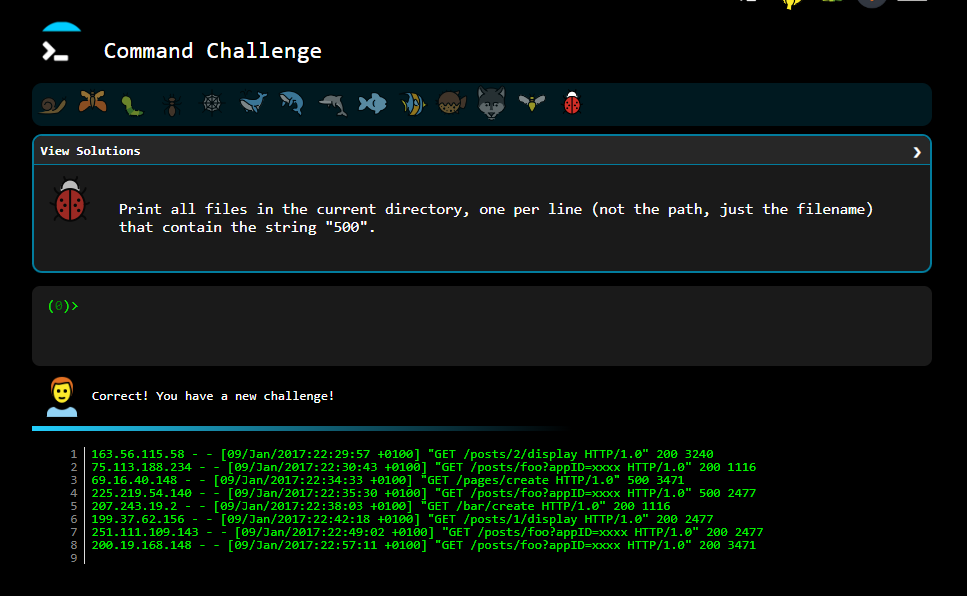 Command Challenge
View Solutions
Print all files in the current directory, one per line (not the path, just the filename)
that contain the string "500".
(0)>
Correct! You have a new challenge!
1 163.56.115.58 - - [09/Jan/2017:22:29:57 +0100] "GET /posts/2/display HTTP/1.0" 200 3240
2 75.113.188.234 - - [09/Jan/2017:22:30:43 +0100] "GET /posts/foo?appID=xxxx HTTP/1.0" 200 1116
3 69.16.40.148 - - [09/Jan/2017:22:34:33 +0100] "GET /pages/create HTTP/1.0" 500 3471
4 225.219.54.140 - - [09/Jan/2017:22:35:30 +0100] "GET /posts/foo?appID=xxxx HTTP/1.0" 500 2477
5 207.243.19.2 - - [09/Jan/2017:22:38:03 +0100] "GET /bar/create HTTP/1.0" 200 1116
6 199.37.62.156 - - [09/Jan/2017:22:42:18 +0100] "GET /posts/1/display HTTP/1.0" 200 2477
7 251.111.109.143 - - [09/Jan/2017:22:49:02 +0100] "GET /posts/foo?appID=xxxx HTTP/1.0" 200 2477
8 200.19.168.148 - - [09/Jan/2017:22:57:11 +0100] "GET /posts/foo?appID=xxxx HTTP/1.0" 200 3471
9